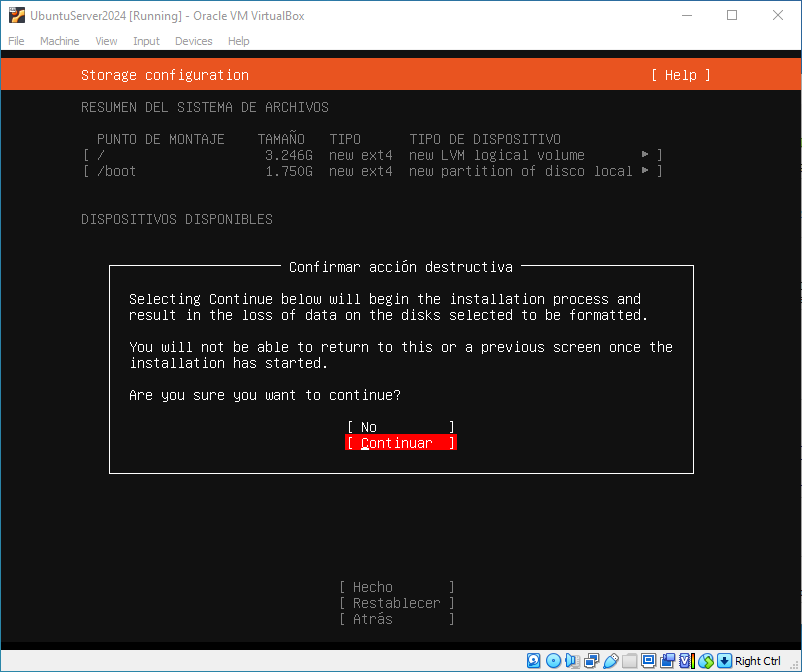 UbuntuServer2024 [Running] - Oracle VM VirtualBox
File Machine View Input Devices Help
Storage configuration [ Help ]
RESUMEN DEL SISTEMA DE ARCHIVOS
PUNTO DE MONTAJE TAMAÑO TIPO TIPO DE DISPOSITIVO
[ / 3.246G new ext4 new LVM logical volume ▸ ]
[ /boot 1.750G new ext4 new partition of disco local ▸ ]
DISPOSITIVOS DISPONIBLES
Confirmar acción destructiva
Selecting Continue below will begin the installation process and
result in the loss of data on the disks selected to be formatted.
You will not be able to return to this or a previous screen once the
installation has started.
Are you sure you want to continue?
[ No ]
[ Continuar ]
[ Hecho ]
[ Restablecer ]
[ Atrás ]
Right Ctrl